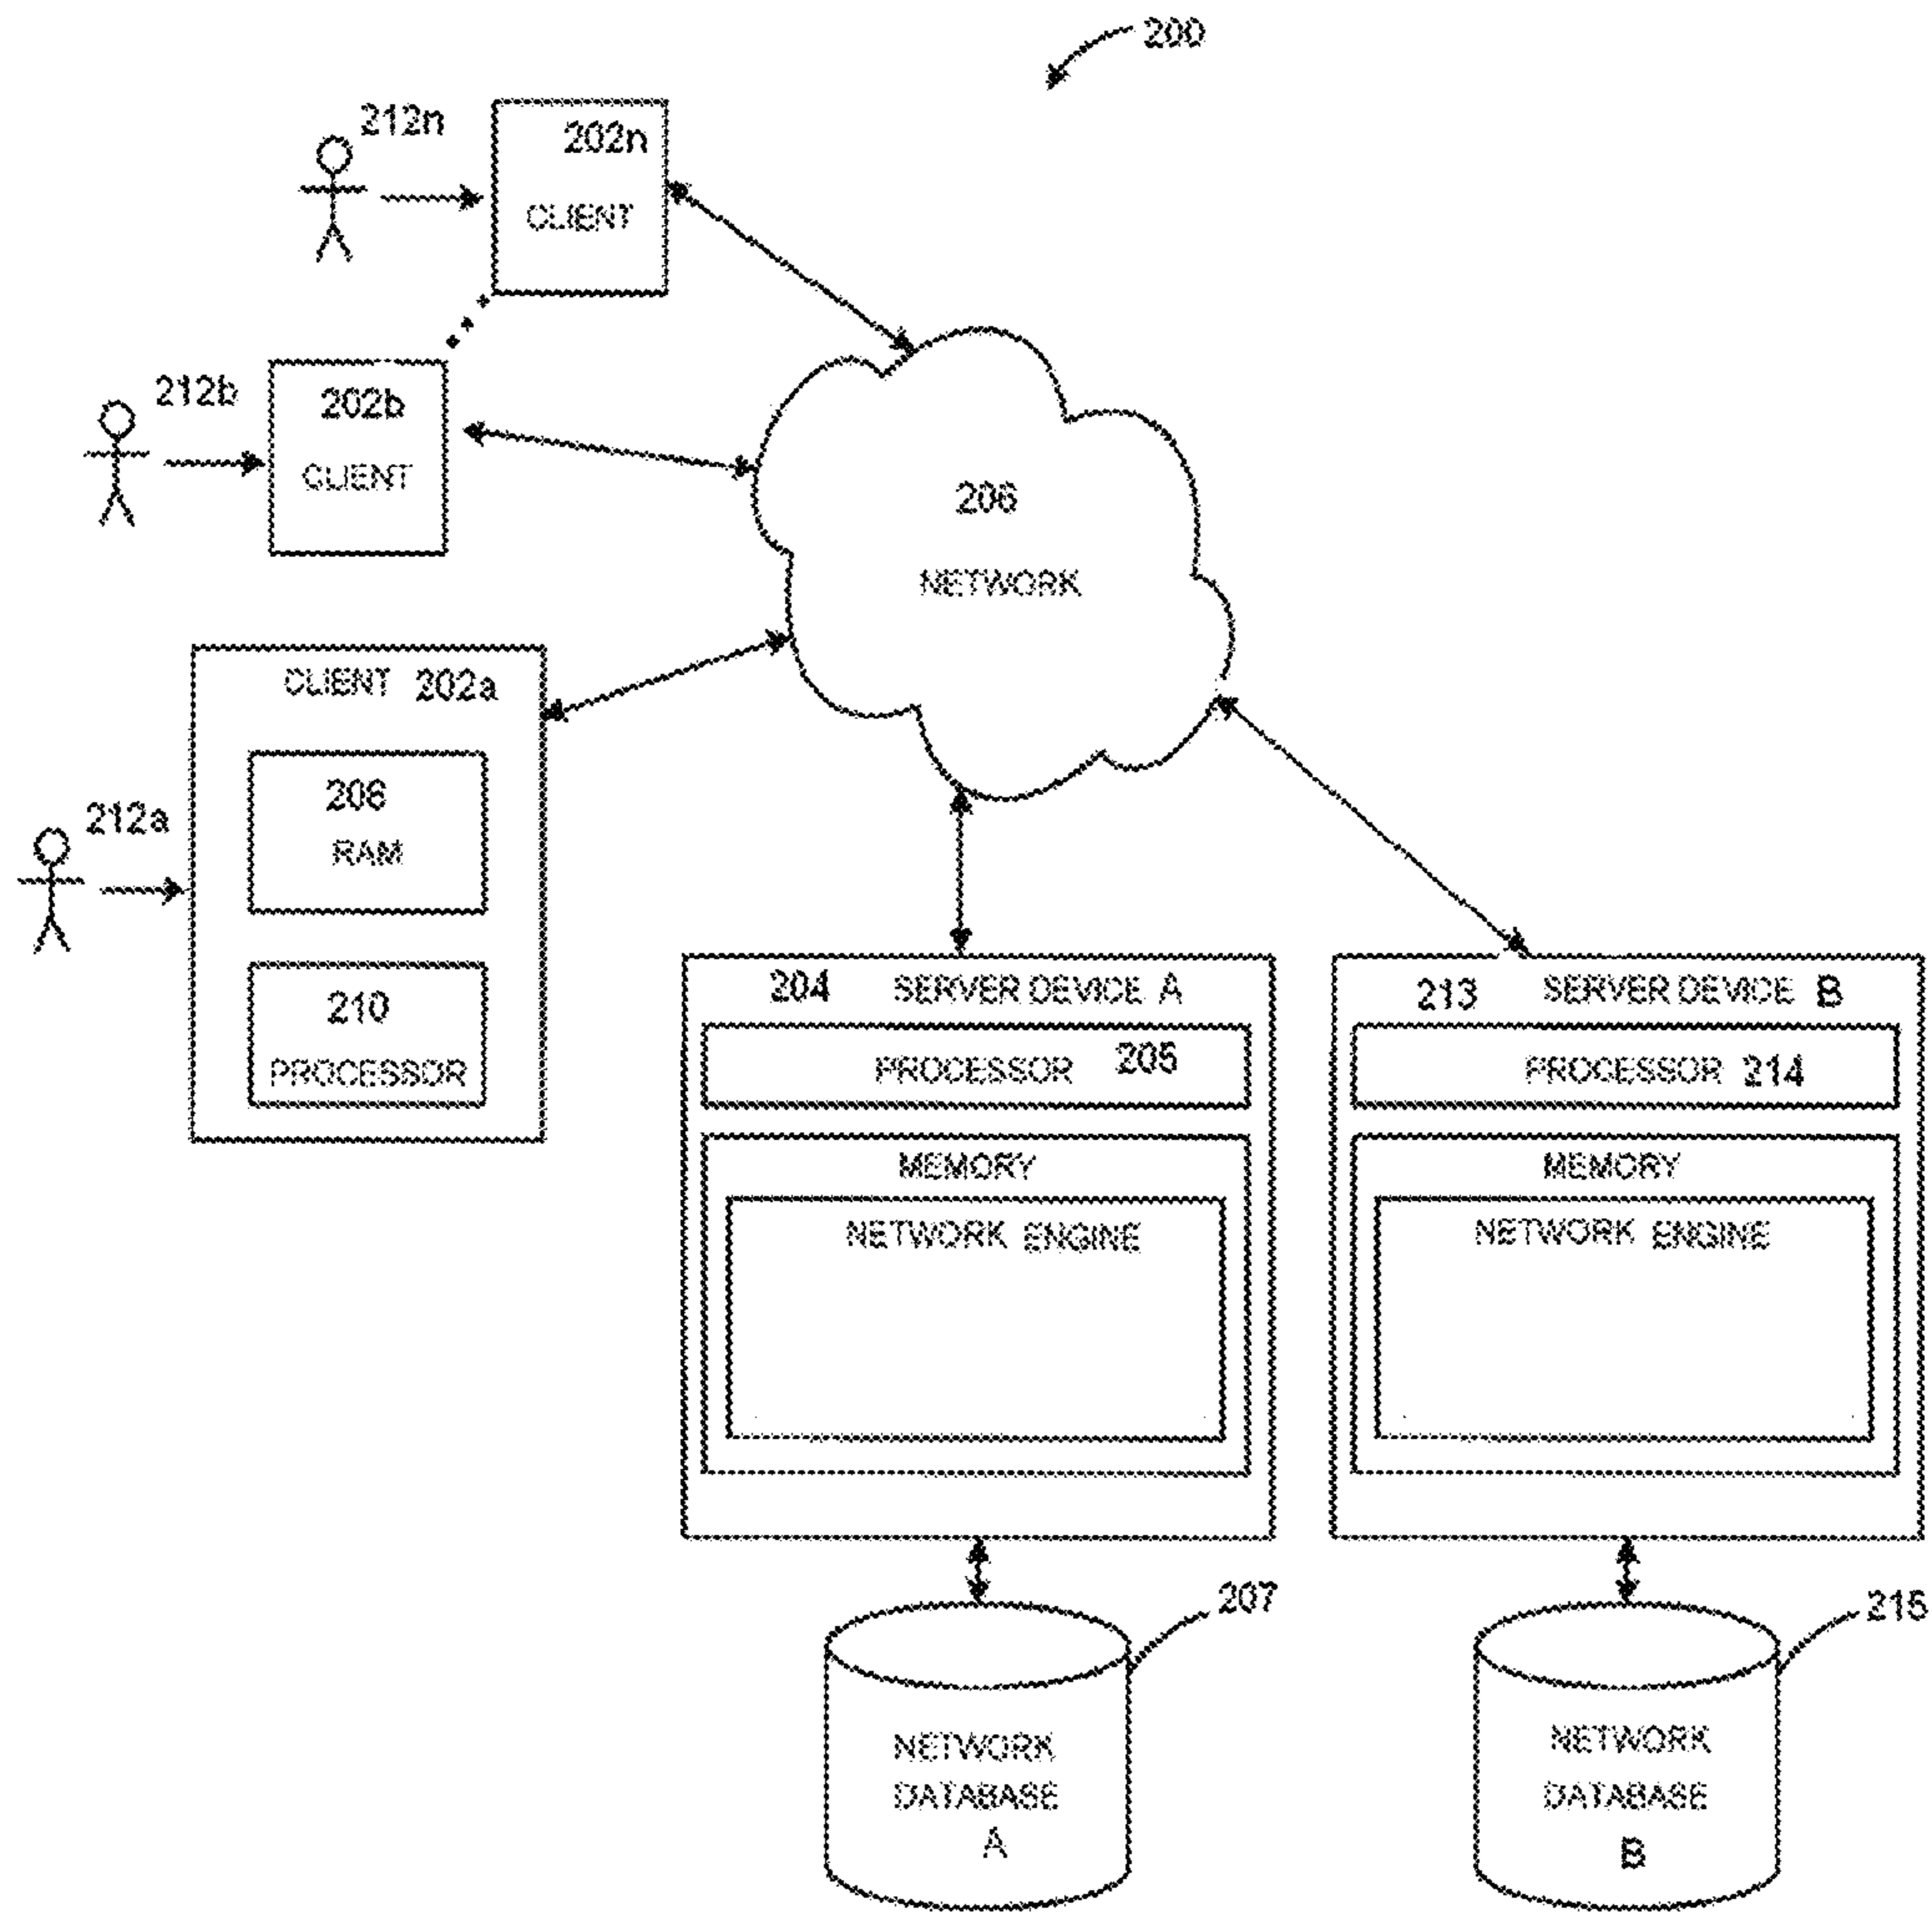 200
212n
202n
CLIENT
212b
202b
CLIENT
206
NETWORK
CLIENT 202a
212a
206
RAM
210
PROCESSOR
204 SERVER DEVICE A
PROCESSOR 205
MEMORY
NETWORK ENGINE
213 SERVER DEVICE B
PROCESSOR 214
MEMORY
NETWORK ENGINE
207
NETWORK
DATABASE
A
215
NETWORK
DATABASE
B